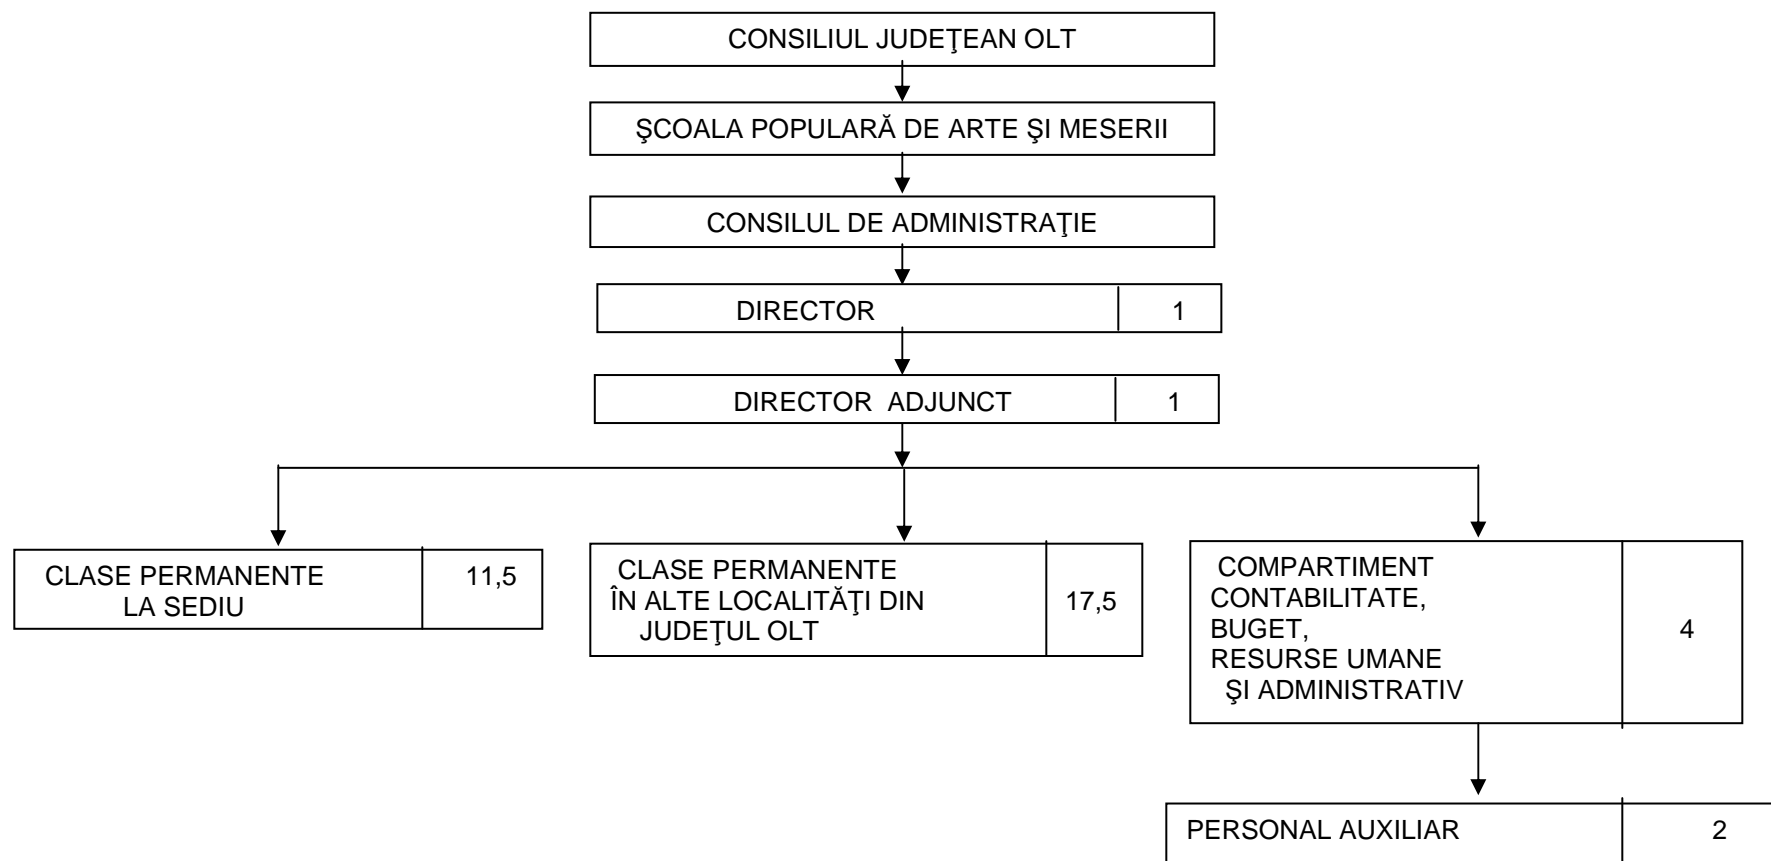 CONSILIUL JUDEŢEAN OLT
ŞCOALA POPULARĂ DE ARTE ŞI MESERII
CONSILUL DE ADMINISTRAŢIE
DIRECTOR 1
DIRECTOR ADJUNCT 1
CLASE PERMANENTE
LA SEDIU
11,5
CLASE PERMANENTE
ÎN ALTE LOCALITĂŢI DIN
JUDEŢUL OLT
17,5
COMPARTIMENT
CONTABILITATE,
BUGET,
RESURSE UMANE
ŞI ADMINISTRATIV
4
PERSONAL AUXILIAR 2